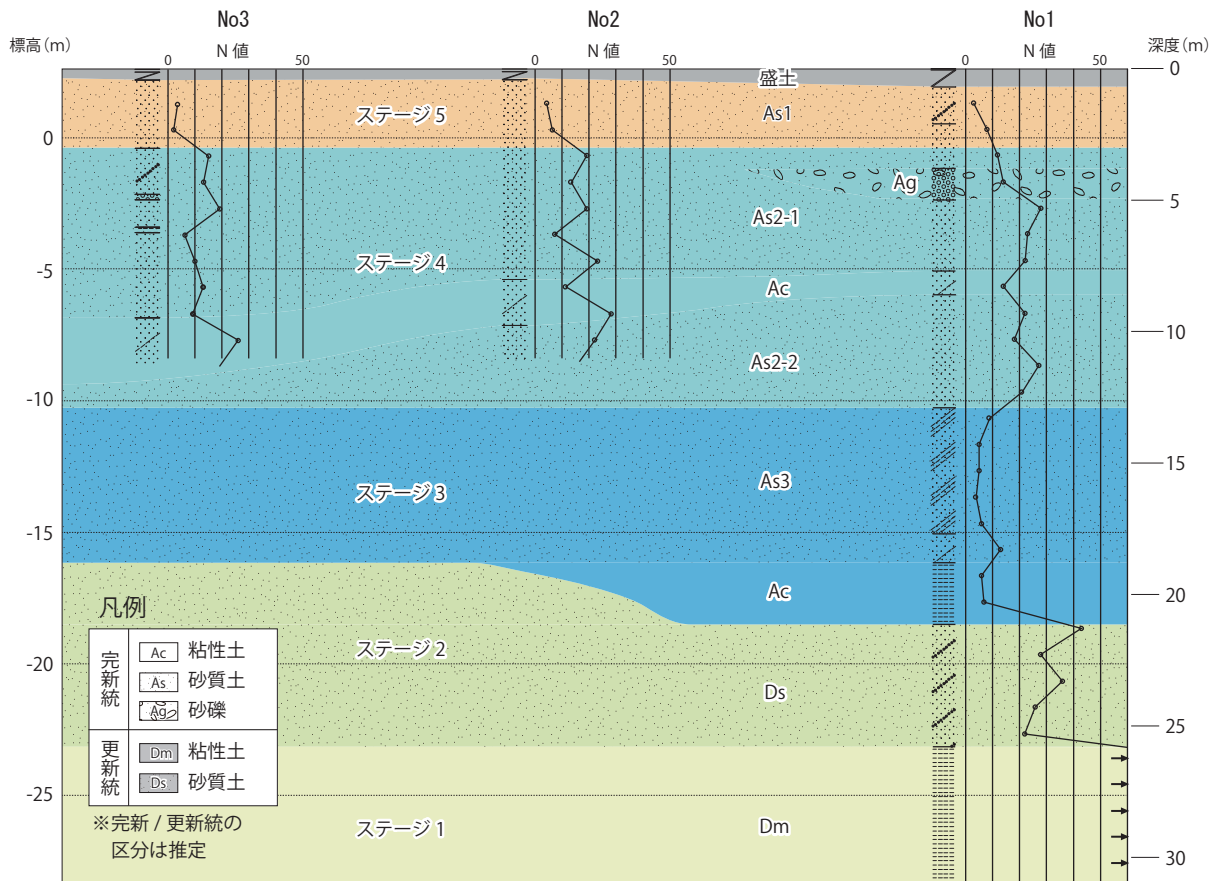 No3
No2
No1
標高(m)
N 値
N 値
N 値
深度(m)
0
50
0
50
0
50
0
盛土
ステージ 5
As1
0
Ag
5
As2-1
ステージ 4
-5
Ac
10
As2-2
-10
As3
ステージ 3
15
-15
Ac
20
凡例
完新統
Ac 粘性土
As 砂質土
Ag 砂礫
更新統
Dm 粘性土
Ds 砂質土
※完新 / 更新統の
区分は推定
ステージ 2
-20
Ds
25
-25
ステージ 1
Dm
30